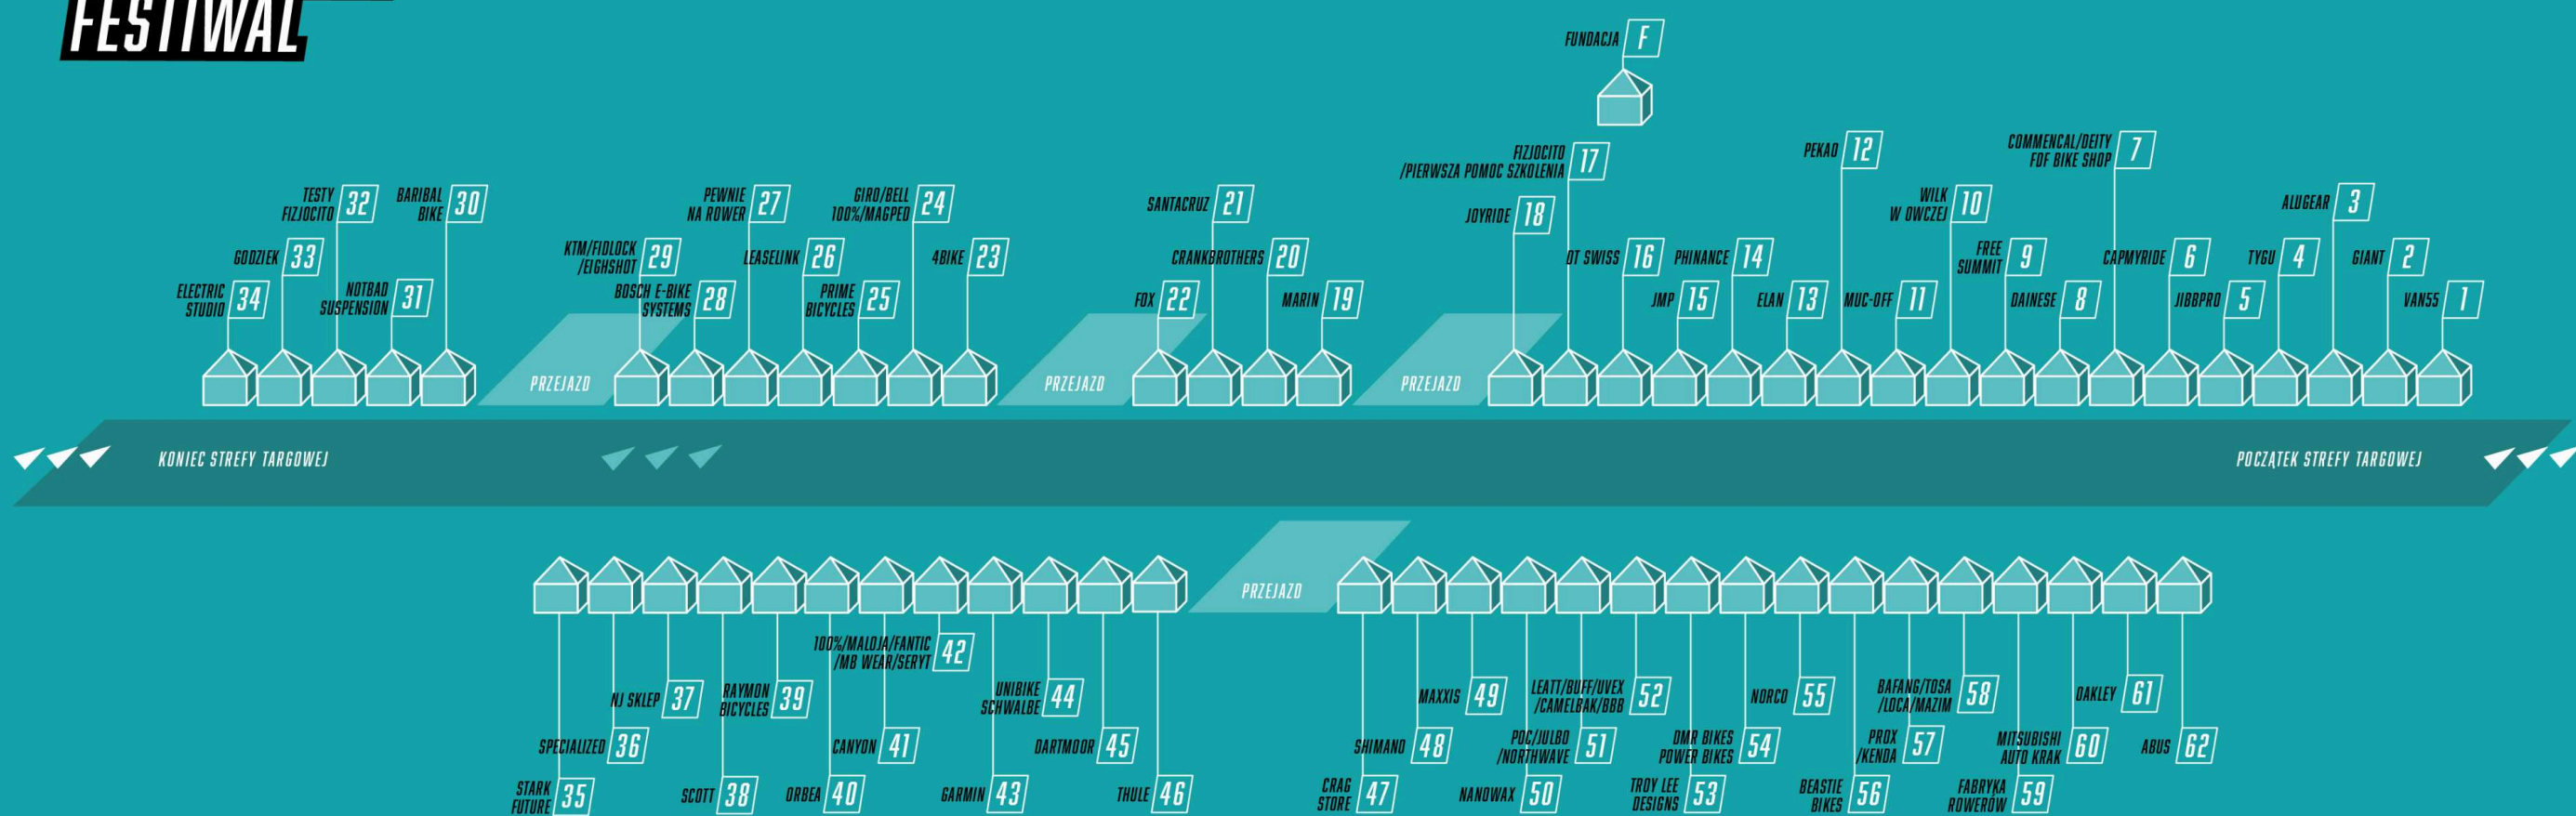 FESTIWAL
FUNDACJA F
FIZJOCITO
/PIERWSZA POMOC SZKOLENIA 17
JOYRIDE 18
DT SWISS 16
JMP 15
PHINANCE 14
ELAN 13
PEKAO 12
MUC-OFF 11
WILK
W OWCZEJ 10
FREE
SUMMIT 9
DAINESE 8
COMMENCAL/DEITY
FOF BIKE SHOP 7
CAPMYRIDE 6
JIBBPRO 5
TYGU 4
ALUGEAR 3
GIANT 2
VANSS 1
ELECTRIC
STUDIO 34
GODZIEK 33
TESTY
FIZJOCITO 32
NOTBAD
SUSPENSION 31
BARIBAL
BIKE 30
KTM/FIDLOCK
/EIGHSHOT 29
BOSCH E-BIKE
SYSTEMS 28
PEWNIE
NA ROWER 27
LEASELINK 26
PRIME
BICYCLES 25
GIRO/BELL
100%/MAGPED 24
4BIKE 23
FOX 22
SANTACRUZ 21
CRANKBROTHERS 20
MARIN 19
PRZEJAZD
PRZEJAZD
PRZEJAZD
KONIEC STREFY TARGOWEJ
POCZĄTEK STREFY TARGOWEJ
PRZEJAZD
STARK
FUTURE 35
SPECIALIZED 36
NJ SKLEP 37
SCOTT 38
RAYMON
BICYCLES 39
ORBEA 40
CANYON 41
100%/MALOJA/FANTIC
/MB WEAR/SERYT 42
GARMIN 43
UNIBIKE
SCHWALBE 44
DARTMOOR 45
THULE 46
CRAG
STORE 47
SHIMANO 48
MAXXIS 49
NANOWAX 50
POC/JULBO
/NORTHWAVE 51
LEATT/BUFF/UVEX
/CAMELBAK/BBB 52
TROY LEE
DESIGNS 53
DMR BIKES
POWER BIKES 54
NORCO 55
BEASTIE
BIKES 56
PROX
/KENDA 57
BAFANG/TOSA
/LOCA/MAZIM 58
FABRYKA
ROWERÓW 59
MITSUBISHI
AUTO KRAK 60
OAKLEY 61
ABUS 62